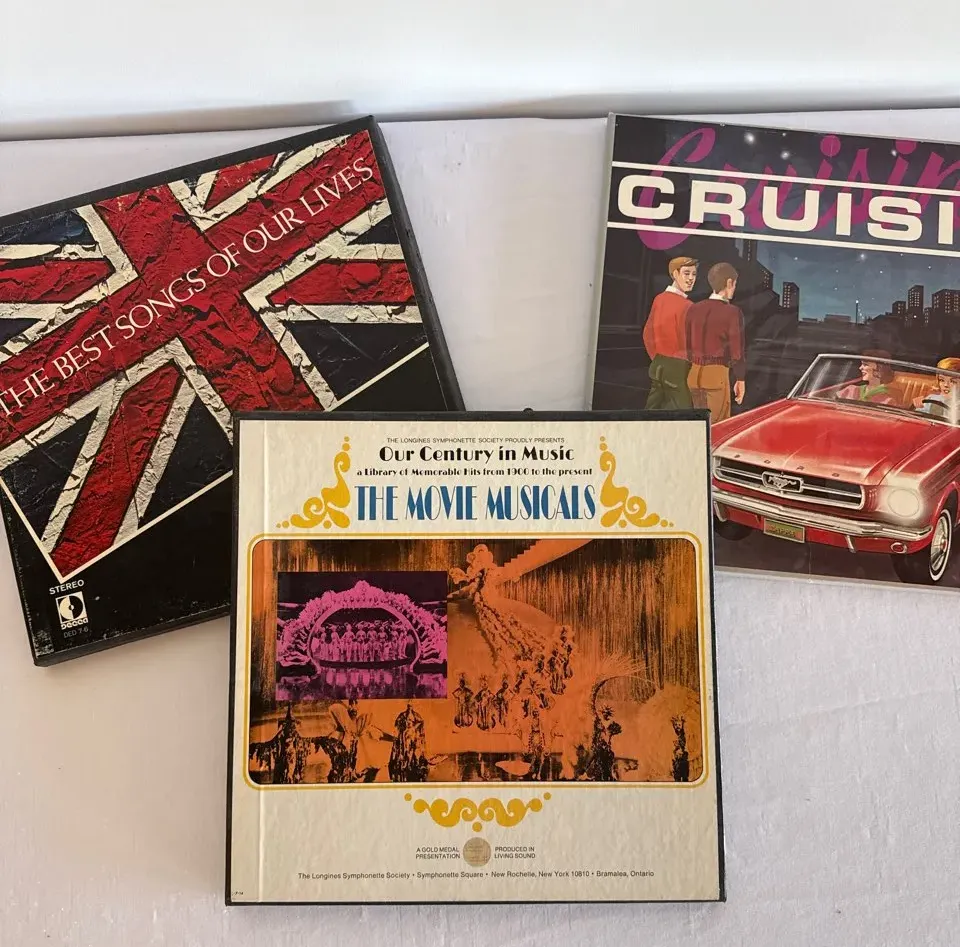 THE BEST SONGS OF OUR LIVES
STEREO
DECCA
DED 7-6
Cruisin
CRUISI
FORD
THE LONGINES SYMPHONETTE SOCIETY PROUDLY PRESENTS
Our Century in Music
a Library of Memorable Hits from 1900 to the present
THE MOVIE MUSICALS
A GOLD MEDAL PRESENTATION
PRODUCED IN LIVING SOUND
The Longines Symphonette Society • Symphonette Square • New Rochelle, New York 10810 • Bramalea, Ontario